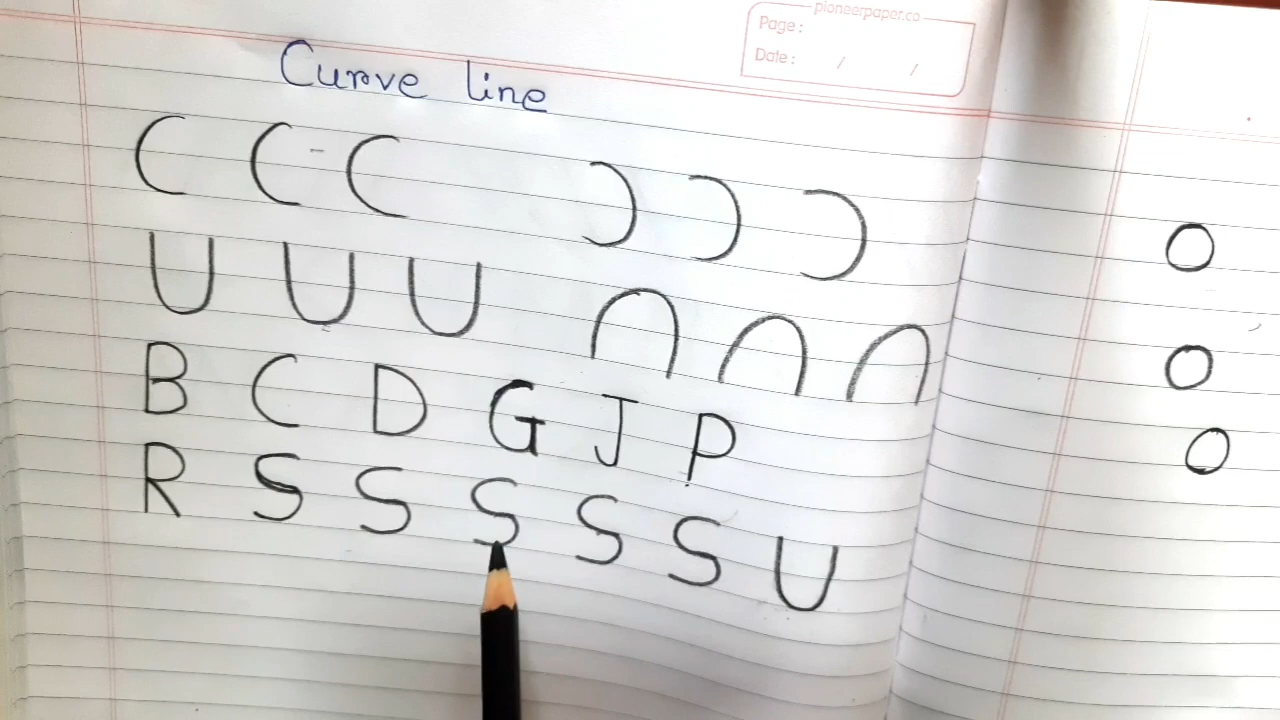 pioneerpaper.co
Page :
Date : / /
Curve line
( ( ( ) ) )
U U U ∩ ∩ ∩
B C D G J P
R S S S S S U
O
O
O